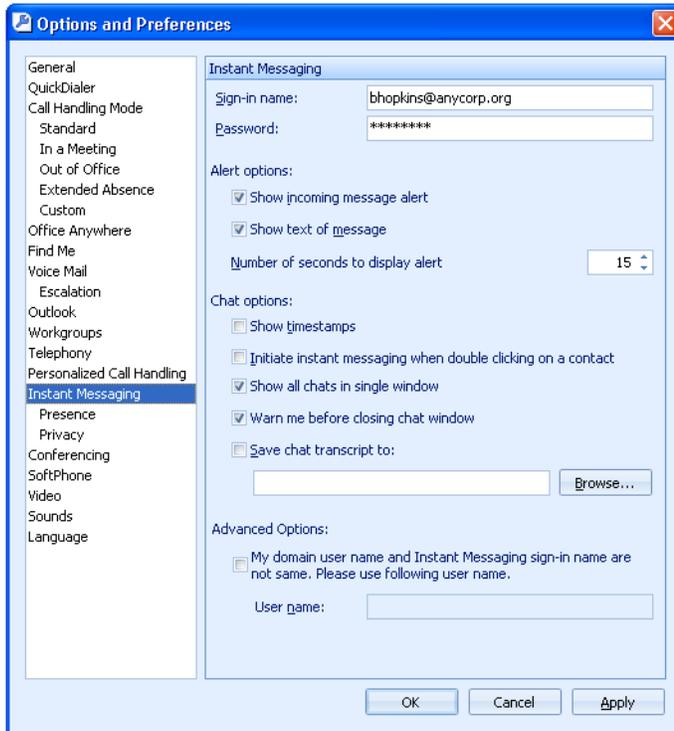 Options and Preferences
General
QuickDialer
Call Handling Mode
Standard
In a Meeting
Out of Office
Extended Absence
Custom
Office Anywhere
Find Me
Voice Mail
Escalation
Outlook
Workgroups
Telephony
Personalized Call Handling
Instant Messaging
Presence
Privacy
Conferencing
SoftPhone
Video
Sounds
Language
Instant Messaging
Sign-in name: bhopkins@anycorp.org
Password: ********
Alert options:
Show incoming message alert
Show text of message
Number of seconds to display alert 15
Chat options:
Show timestamps
Initiate instant messaging when double clicking on a contact
Show all chats in single window
Warn me before closing chat window
Save chat transcript to:
Browse...
Advanced Options:
My domain user name and Instant Messaging sign-in name are
not same. Please use following user name.
User name:
OK Cancel Apply